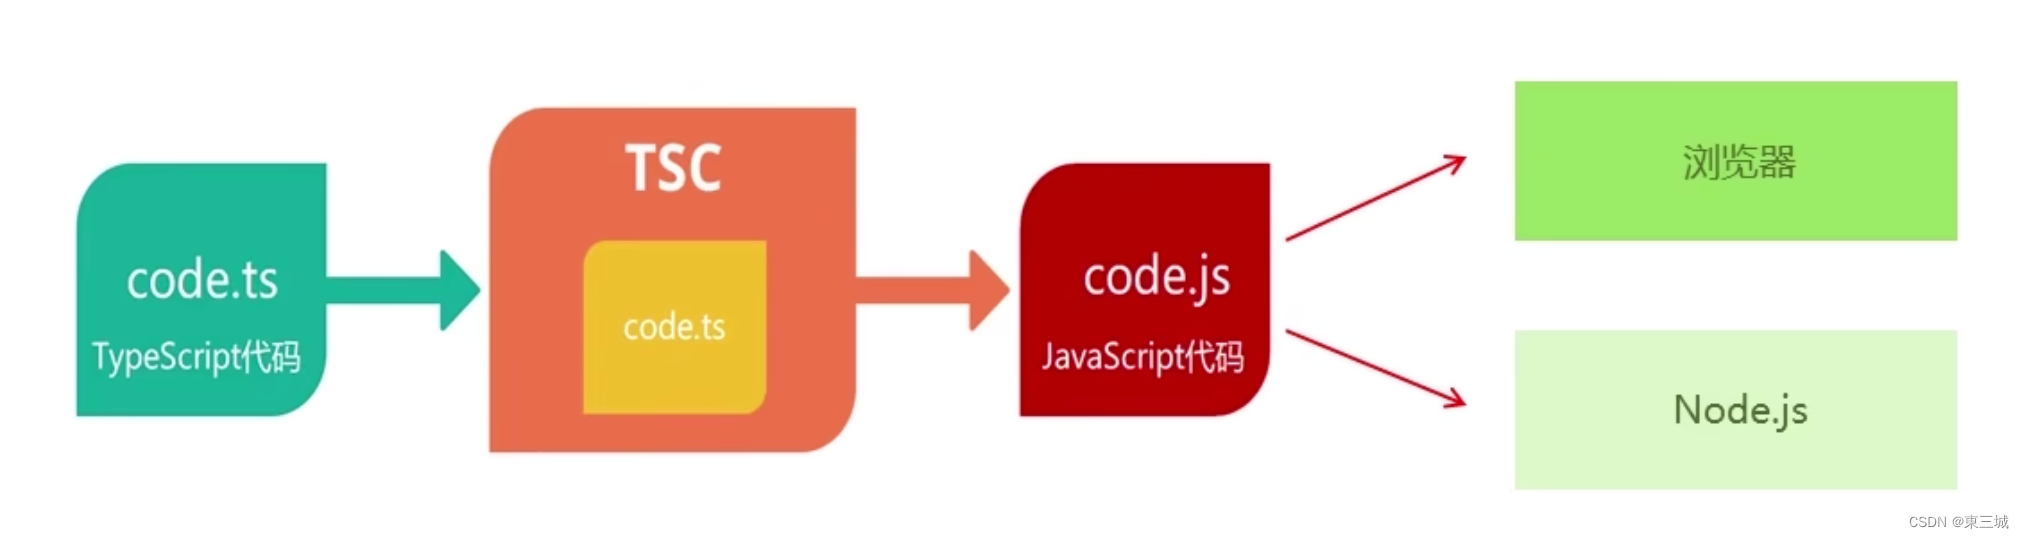 code.ts
TypeScript代码
TSC
code.ts
code.js
JavaScript代码
浏览器
Node.js
CSDN @東三城